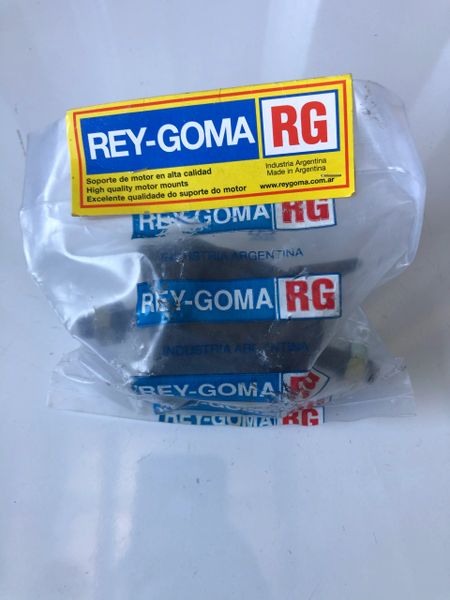 REY-GOMA RG
Soporte de motor en alta calidad
High quality motor mounts
Excelente qualidade do suporte do motor
Industria Argentina
Made in Argentina
www.reygoma.com.ar
REY-GOMA RG
INDUSTRIA ARGENTINA
REY-GOMA RG
INDUSTRIA ARGENTINA
REY-GOMA
REY-GOMA RG